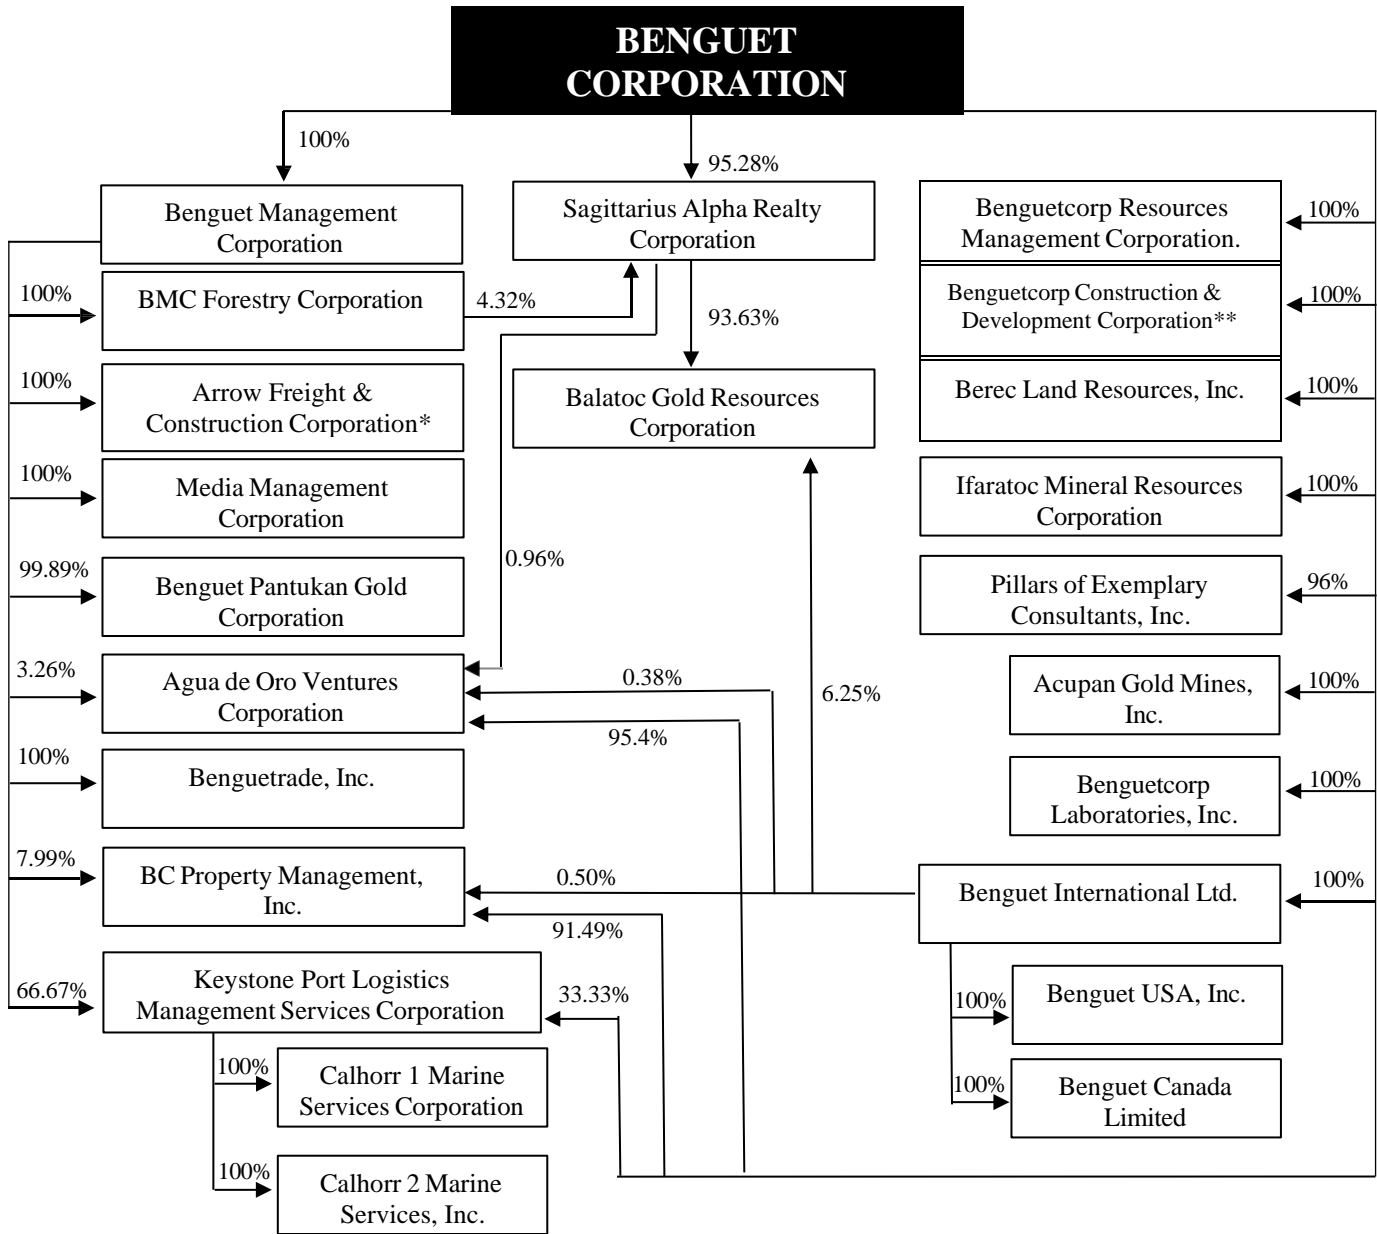 BENGUET
CORPORATION
100%
95.28%
Benguet Management
Corporation
Sagittarius Alpha Realty
Corporation
Benguetcorp Resources
Management Corporation.
100%
100%
BMC Forestry Corporation
4.32%
93.63%
Benguetcorp Construction &
Development Corporation**
100%
100%
Arrow Freight &
Construction Corporation*
Balatoc Gold Resources
Corporation
Berec Land Resources, Inc.
100%
100%
Media Management
Corporation
Ifaratoc Mineral Resources
Corporation
100%
99.89%
Benguet Pantukan Gold
Corporation
0.96%
Pillars of Exemplary
Consultants, Inc.
96%
3.26%
Agua de Oro Ventures
Corporation
0.38%
95.4%
6.25%
Acupan Gold Mines,
Inc.
100%
100%
Benguetrade, Inc.
Benguetcorp
Laboratories, Inc.
100%
7.99%
BC Property Management,
Inc.
0.50%
91.49%
Benguet International Ltd.
100%
66.67%
Keystone Port Logistics
Management Services Corporation
33.33%
100%
Benguet USA, Inc.
100%
Calhorr 1 Marine
Services Corporation
100%
Benguet Canada
Limited
100%
Calhorr 2 Marine
Services, Inc.